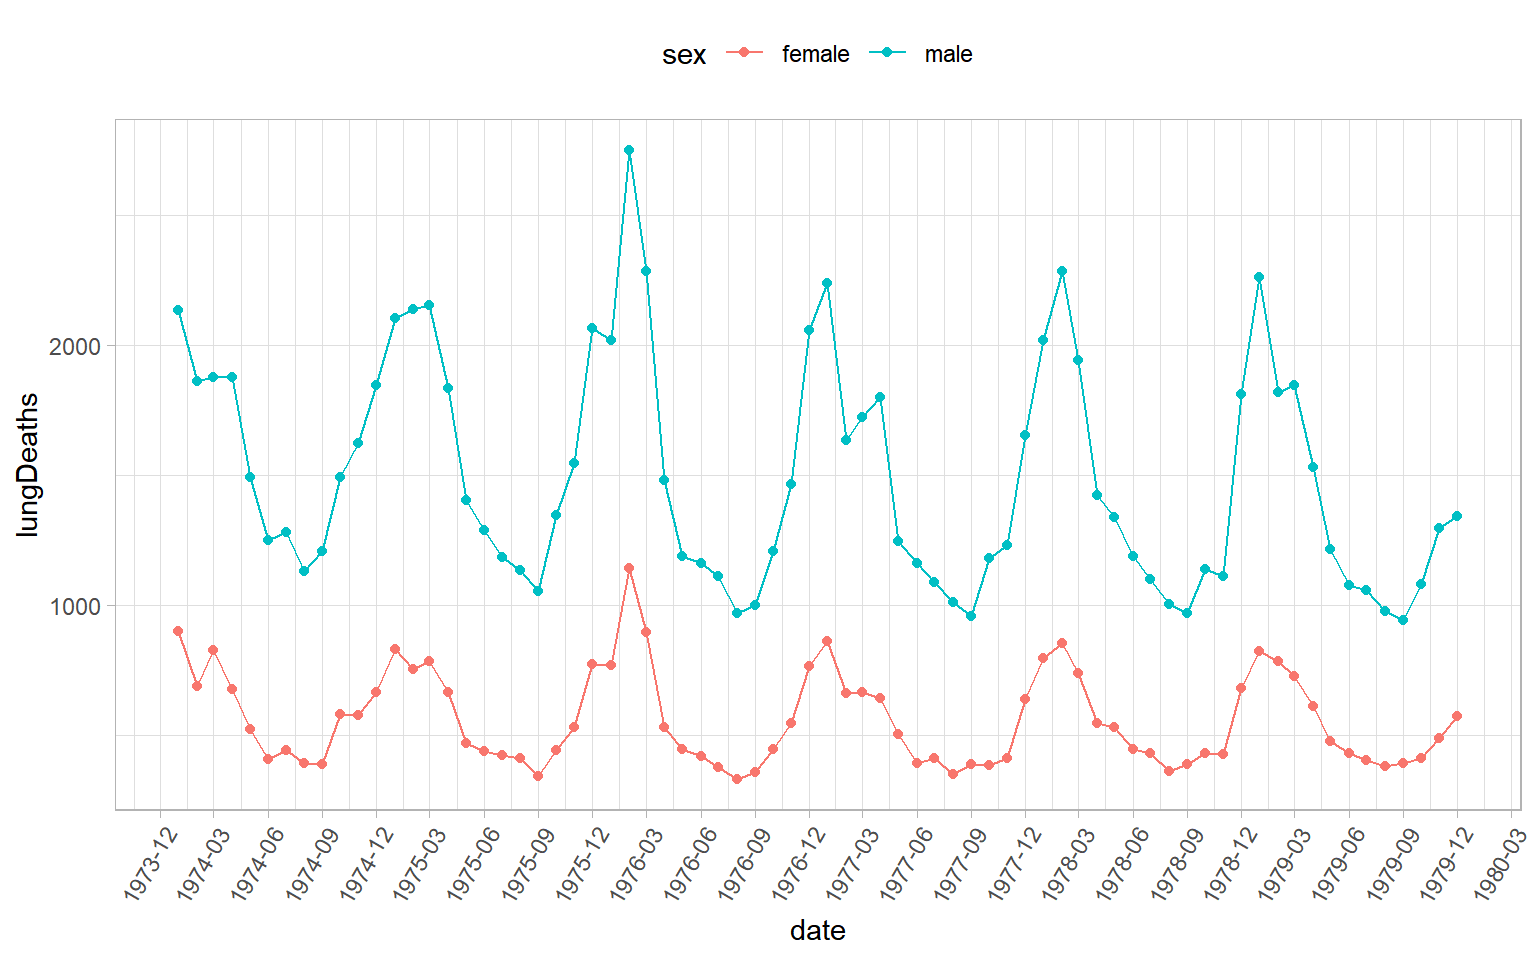 sex female male
lungDeaths
2000
1000
1973-12 1974-03 1974-06 1974-09 1974-12 1975-03 1975-06 1975-09 1975-12 1976-03 1976-06 1976-09 1976-12 1977-03 1977-06 1977-09 1977-12 1978-03 1978-06 1978-09 1978-12 1979-03 1979-06 1979-09 1979-12 1980-03
date